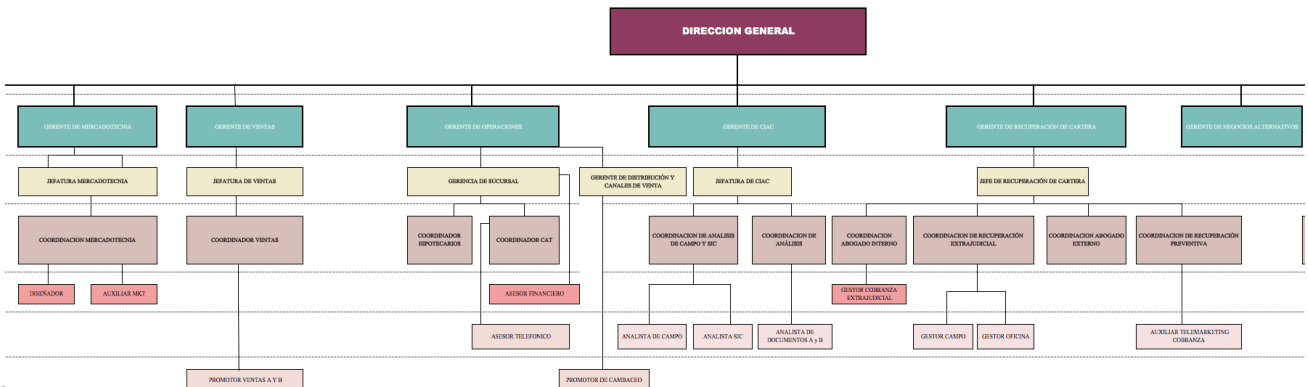 DIRECCION GENERAL
GERENTE DE MERCADOTECNIA
GERENTE DE VENTAS
GERENTE DE OPERACIONES
GERENTE DE CIAC
GERENTE DE RECUPERACIÓN DE CARTERA
GERENTE DE NEGOCIOS ALTERNATIVOS
JEFATURA MERCADOTECNIA
JEFATURA DE VENTAS
GERENCIA DE SUCURSAL
GERENTE DE DISTRIBUCIÓN Y
CANALES DE VENTA
JEFATURA DE CIAC
JEFE DE RECUPERACIÓN DE CARTERA
COORDINACION MERCADOTECNIA
COORDINADOR VENTAS
COORDINADOR
HIPOTECARIOS
COORDINADOR CAT
COORDINACION DE ANALISIS
DE CAMPO Y SIC
COORDINACION DE
ANÁLISIS
COORDINACION
ABOGADO INTERNO
COORDINACION DE RECUPERACIÓN
EXTRAJUDICIAL
COORDINACION ABOGADO
EXTERNO
COORDINACION DE RECUPERACIÓN
PREVENTIVA
DISEÑADOR
AUXILIAR MKT
ASESOR FINANCIERO
GESTOR COBRANZA
EXTRAJUDICIAL
ASESOR TELEFONICO
ANALISTA DE CAMPO
ANALISTA SIC
ANALISTA DE
DOCUMENTOS A y B
GESTOR CAMPO
GESTOR OFICINA
AUXILIAR TELEMARKETING
COBRANZA
PROMOTOR VENTAS A Y B
PROMOTOR DE CAMBACEO